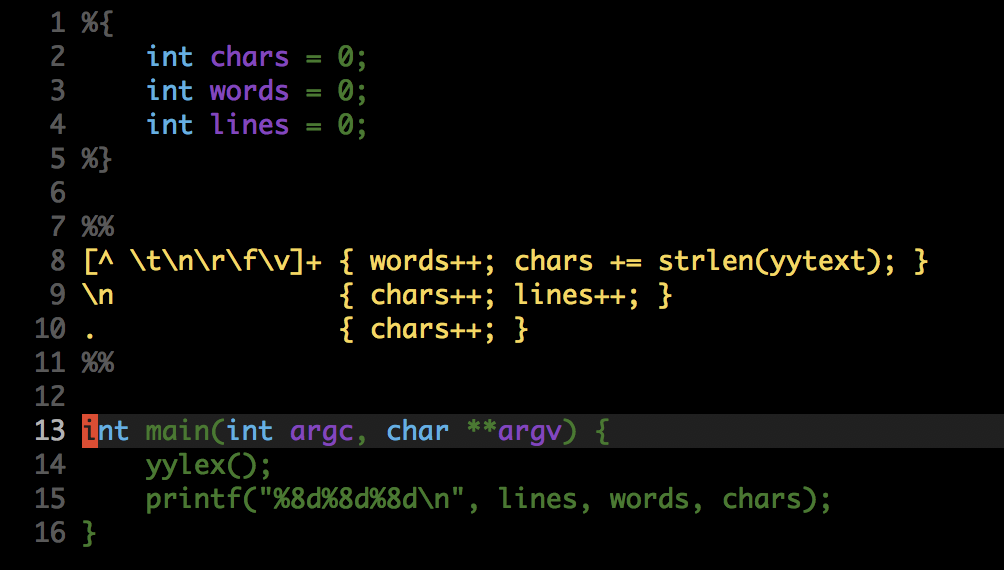 1 %{
2     int chars = 0;
3     int words = 0;
4     int lines = 0;
5 %}
6
7 %%
8 [^ \t\n\r\f\v]+ { words++; chars += strlen(yytext); }
9 \n              { chars++; lines++; }
10 .               { chars++; }
11 %%
12
13 int main(int argc, char **argv) {
14     yylex();
15     printf("%8d%8d%8d\n", lines, words, chars);
16 }